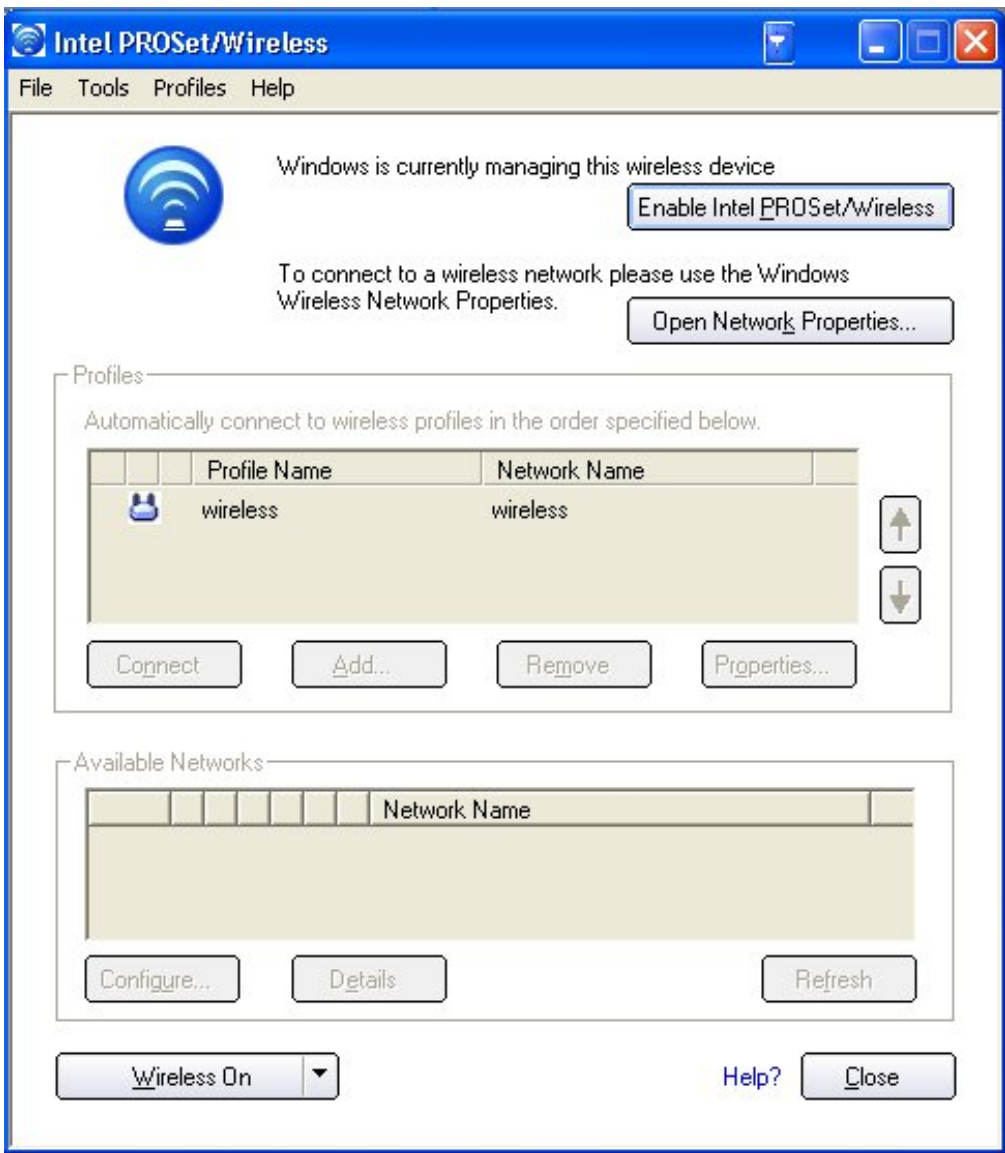 Intel PROSet/Wireless
File Tools Profiles Help
Windows is currently managing this wireless device
Enable Intel PROSet/Wireless
To connect to a wireless network please use the Windows
Wireless Network Properties.
Open Network Properties...
Profiles
Automatically connect to wireless profiles in the order specified below.
Profile Name Network Name
wireless wireless
Connect Add... Remove Properties...
Available Networks
Network Name
Configure... Details Refresh
Wireless On Help? Close